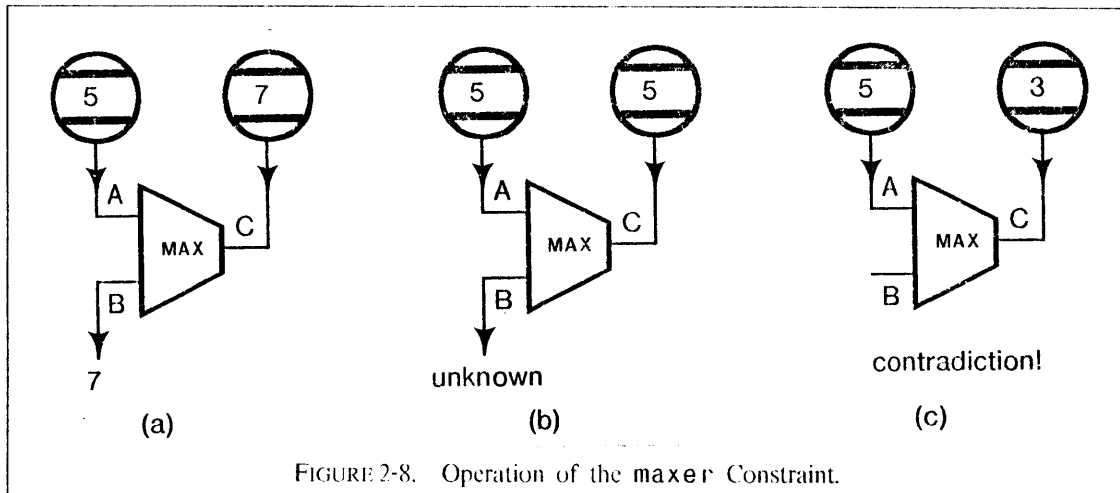 5 7 5 5 5 3
A A A
MAX C MAX C MAX C
B B B
7 unknown contradiction!
(a) (b) (c)
FIGURE 2-8. Operation of the maxer Constraint.